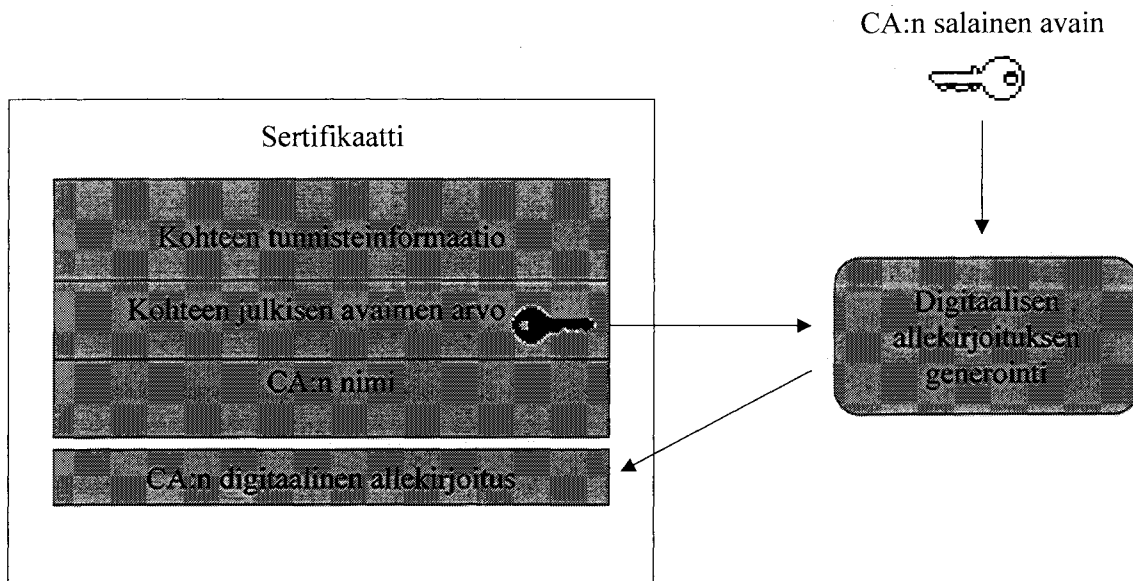 CA:n salainen avain
Sertifikaatti
Kohteen tunnisteinformaatio
Kohteen julkisen avaimen arvo
CA:n nimi
CA:n digitaalinen allekirjoitus
Digitaalisen
allekirjoituksen
generointi